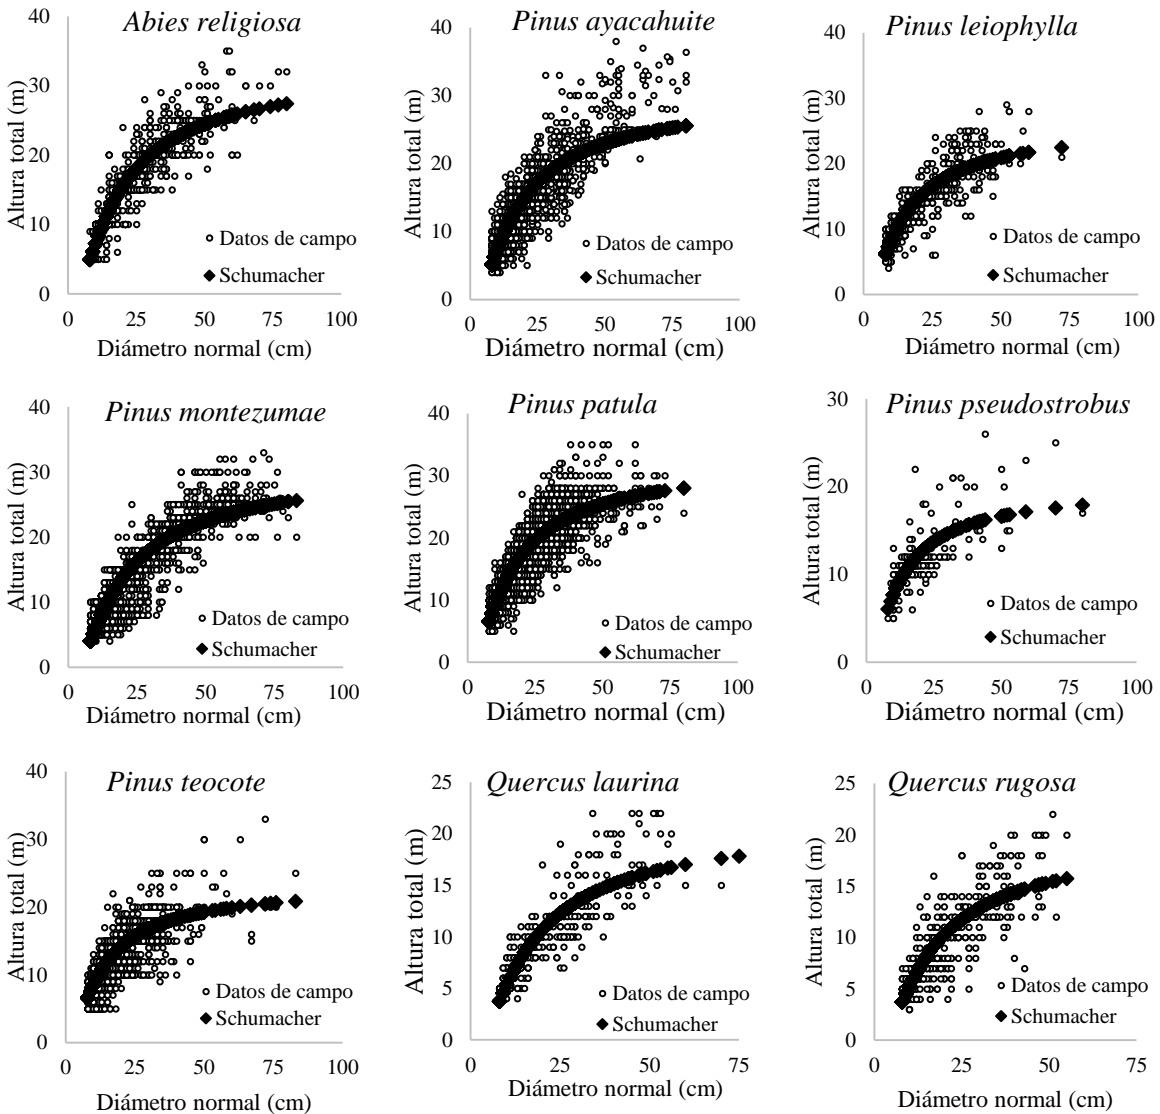 Abies religiosa
40
30
20
10
0
Altura total (m)
Datos de campo
Schumacher
0 25 50 75 100
Diámetro normal (cm)
Pinus ayacahuite
40
30
20
10
0
Altura total (m)
Datos de campo
Schumacher
0 25 50 75 100
Diámetro normal (cm)
Pinus leiophylla
40
30
20
10
0
Altura total (m)
Datos de campo
Schumacher
0 25 50 75 100
Diámetro normal (cm)
Pinus montezumae
40
30
20
10
0
Altura total (m)
Datos de campo
Schumacher
0 25 50 75 100
Diámetro normal (cm)
Pinus patula
40
30
20
10
0
Altura total (m)
Datos de campo
Schumacher
0 25 50 75 100
Diámetro normal (cm)
Pinus pseudostrobus
30
20
10
0
Altura total (m)
Datos de campo
Schumacher
0 25 50 75 100
Diámetro normal (cm)
Pinus teocote
40
30
20
10
0
Altura total (m)
Datos de campo
Schumacher
0 25 50 75 100
Diámetro normal (cm)
Quercus laurina
25
20
15
10
5
0
Altura total (m)
Datos de campo
Schumacher
0 25 50 75
Diámetro normal (cm)
Quercus rugosa
25
20
15
10
5
0
Altura total (m)
Datos de campo
Schumacher
0 25 50 75
Diámetro normal (cm)